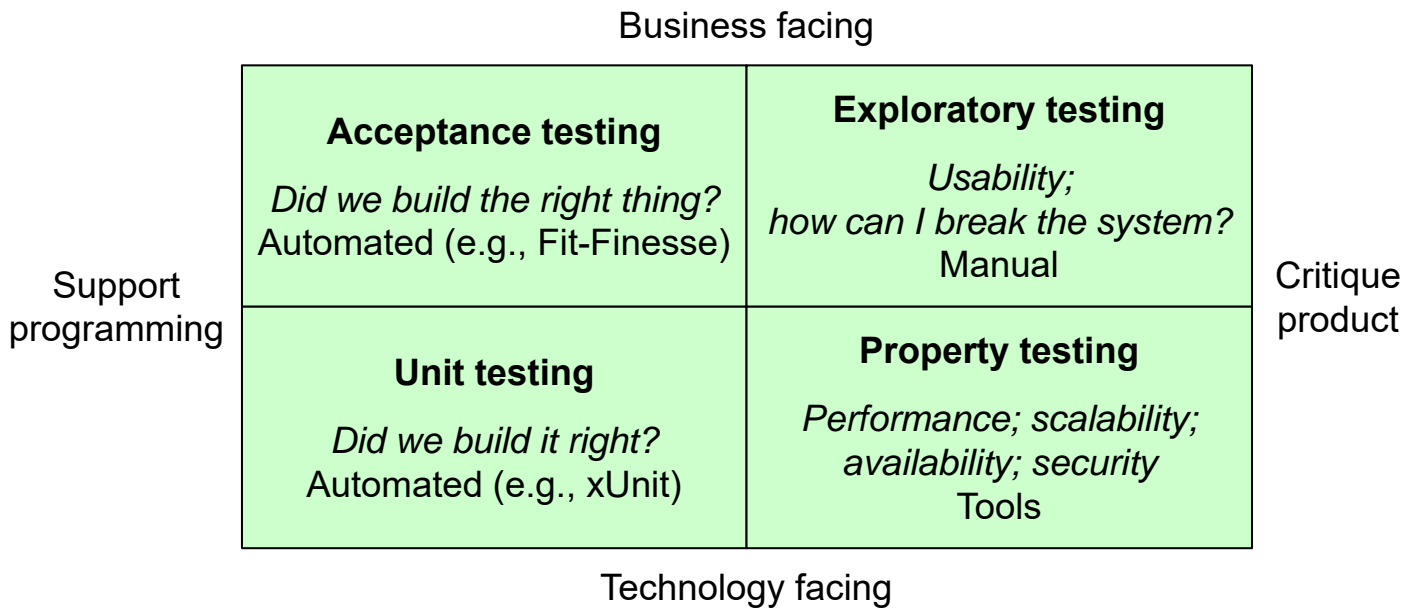 Business facing
Acceptance testing
Did we build the right thing?
Automated (e.g., Fit-Finesse)
Exploratory testing
Usability;
how can I break the system?
Manual
Support
programming
Critique
product
Unit testing
Did we build it right?
Automated (e.g., xUnit)
Property testing
Performance; scalability;
availability; security
Tools
Technology facing